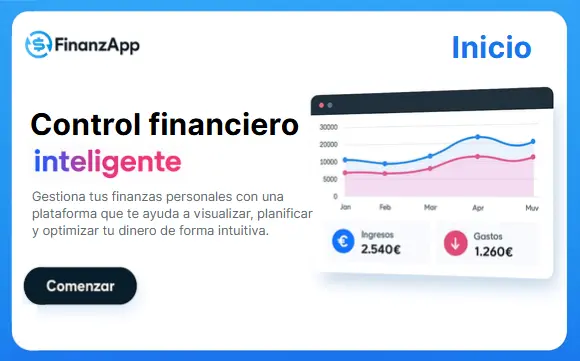 FinanzApp
Inicio
Control financiero
inteligente
Gestiona tus finanzas personales con una
plataforma que te ayuda a visualizar, planificar
y optimizar tu dinero de forma intuitiva.
Comenzar
30000
20000
10000
5000
0
Jan Feb Mar Apr Muv
Ingresos
2.540€
Gastos
1.260€